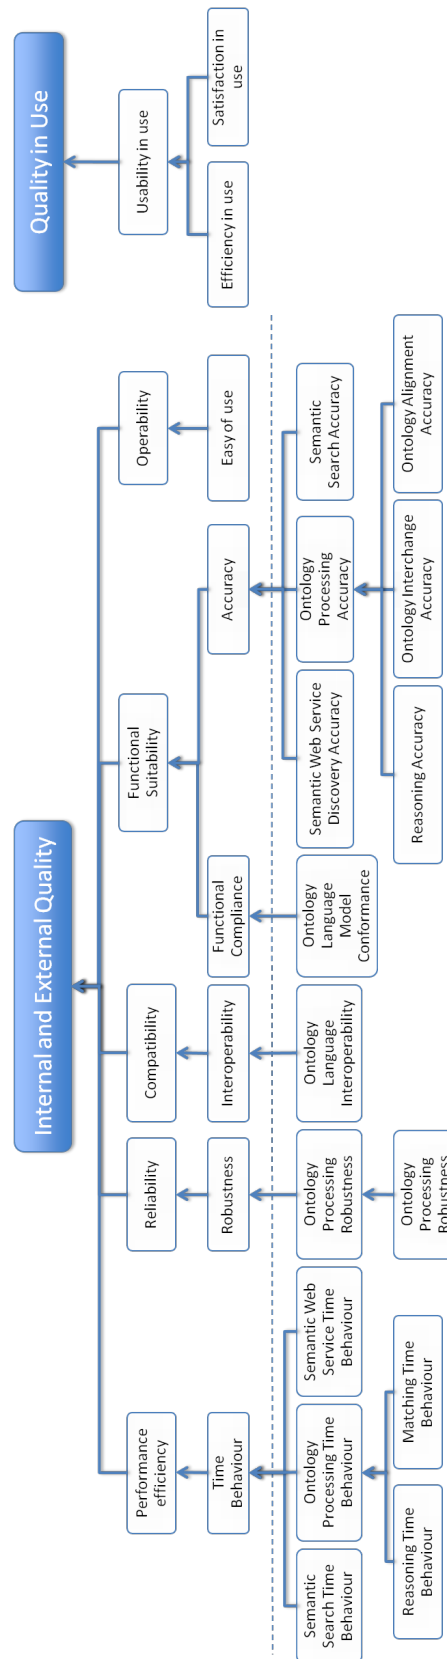 Internal and External Quality
Quality in Use
Performance
efficiency
Reliability
Compatibility
Functional
Suitability
Operability
Usability in use
Time
Behaviour
Robustness
Interoperability
Functional
Compliance
Accuracy
Easy of use
Efficiency in use
Satisfaction in
use
Semantic
Search Time
Behaviour
Ontology
Processing Time
Behaviour
Semantic Web
Service Time
Behaviour
Ontology
Processing
Robustness
Ontology
Language
Interoperability
Ontology
Language
Model
Conformance
Semantic Web Service
Discovery Accuracy
Ontology
Processing
Accuracy
Semantic
Search Accuracy
Reasoning Time
Behaviour
Matching Time
Behaviour
Ontology
Processing
Robustness
Reasoning Accuracy
Ontology Interchange
Accuracy
Ontology Alignment
Accuracy